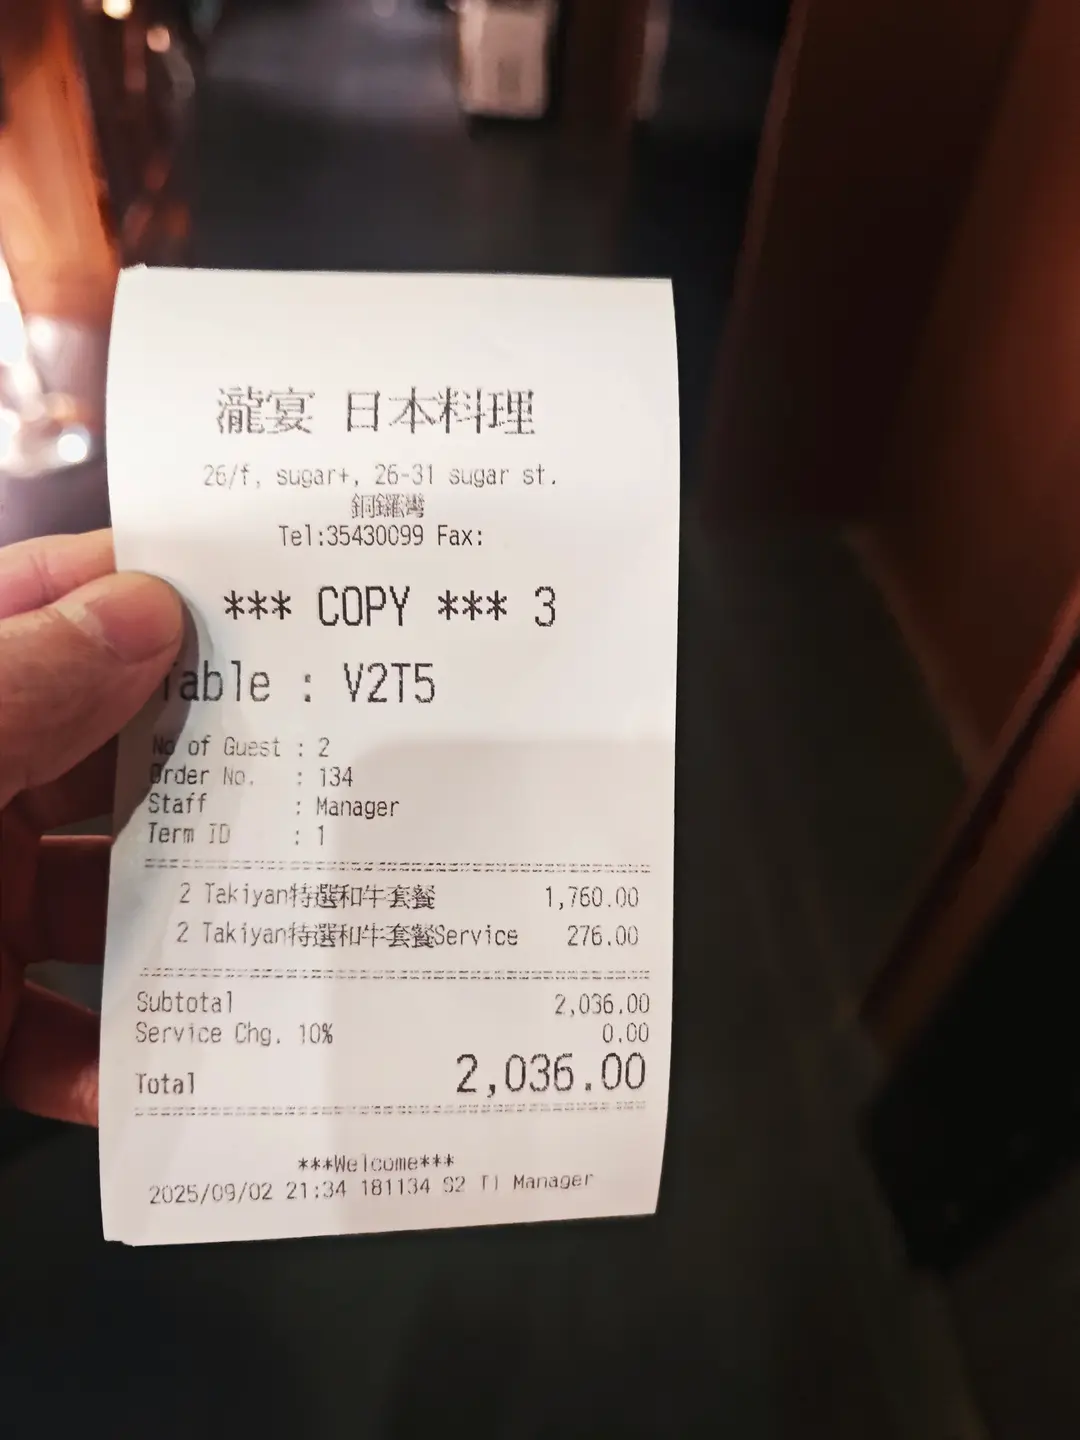 瀧宴 日本料理
26/f, sugar+, 26-31 sugar st.
銅鑼灣
Tel:35430099 Fax:
*** COPY *** 3
Table : V2T5
No of Guest : 2
Order No. : 134
Staff : Manager
Term ID : 1
2 Takiyan特選和牛套餐 1,760.00
2 Takiyan特選和牛套餐Service 276.00
Subtotal 2,036.00
Service Chg. 10% 0.00
Total 2,036.00
***Welcome***
2025/09/02 21:34 181134 S2 T1 Manager